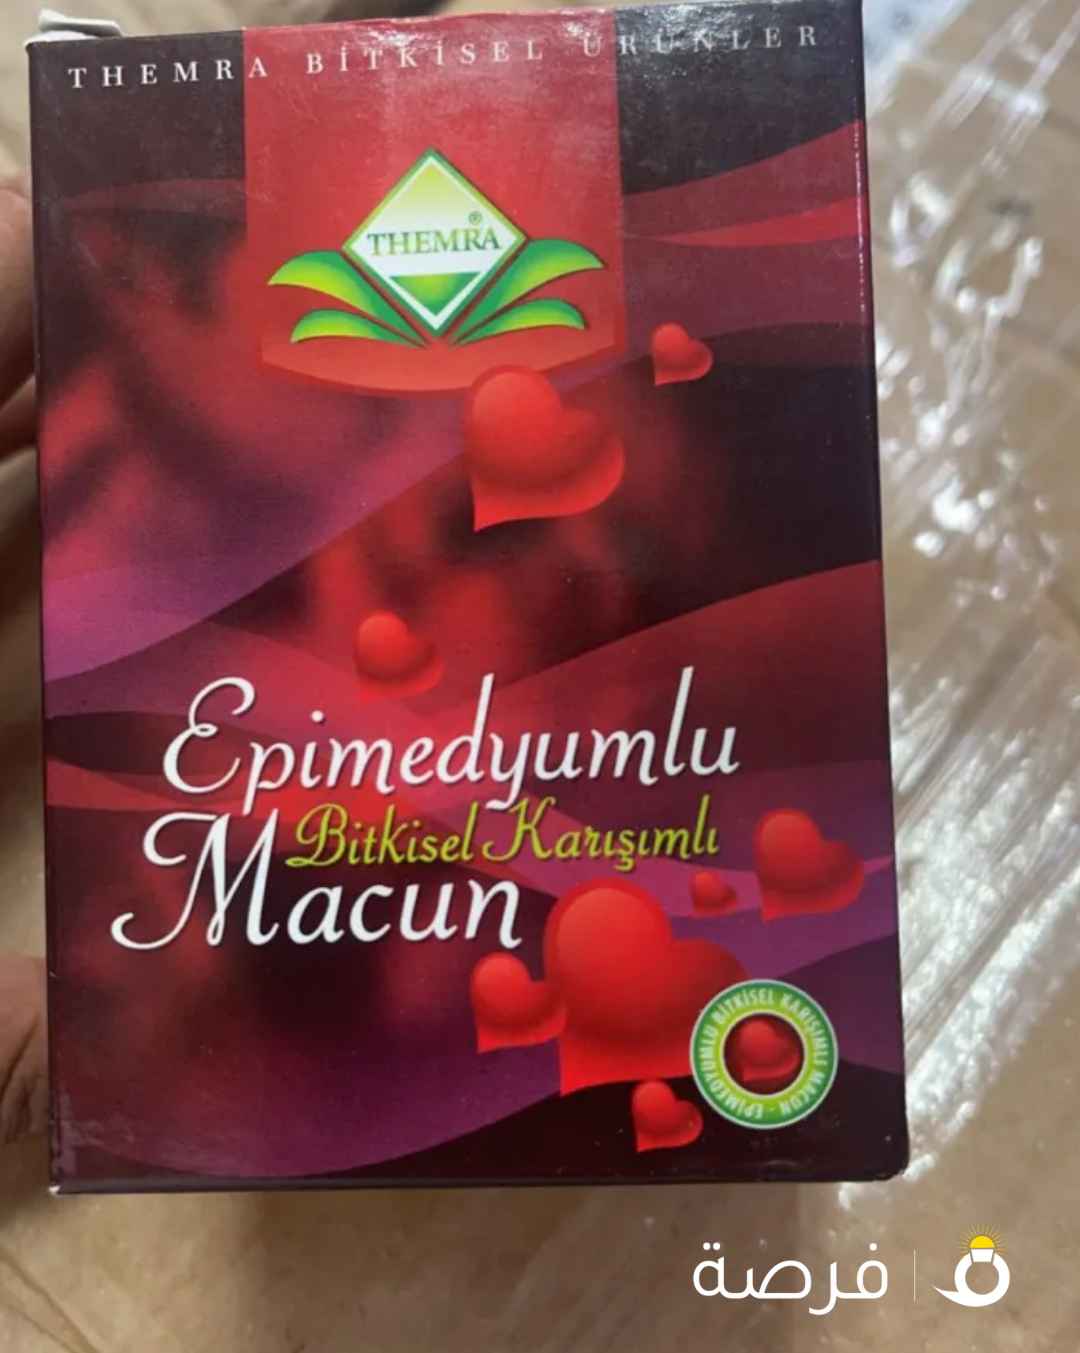 THEMRA BİTKİSEL ÜRÜNLER
THEMRA®
Epimedyumlu
Bitkisel Karışımlı
Macun
EPİMEDYUMLU BİTKİSEL KARIŞIMLI MACUN -
فرصة